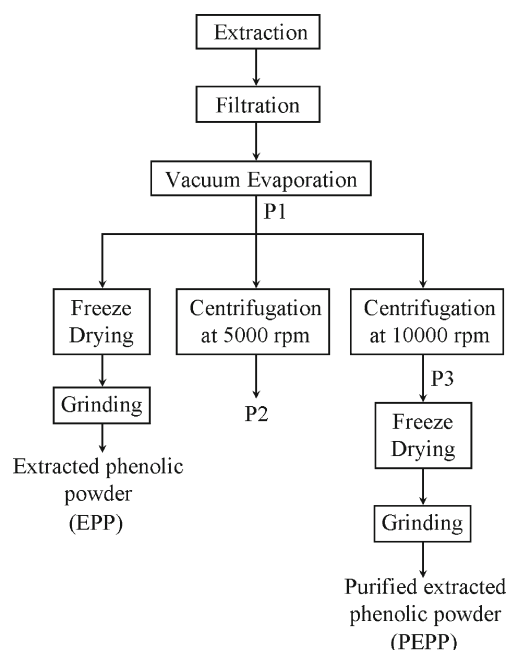 Extraction
Filtration
Vacuum Evaporation
P1
Freeze
Drying
Grinding
Extracted phenolic
powder
(EPP)
Centrifugation
at 5000 rpm
P2
Centrifugation
at 10000 rpm
P3
Freeze
Drying
Grinding
Purified extracted
phenolic powder
(PEPP)